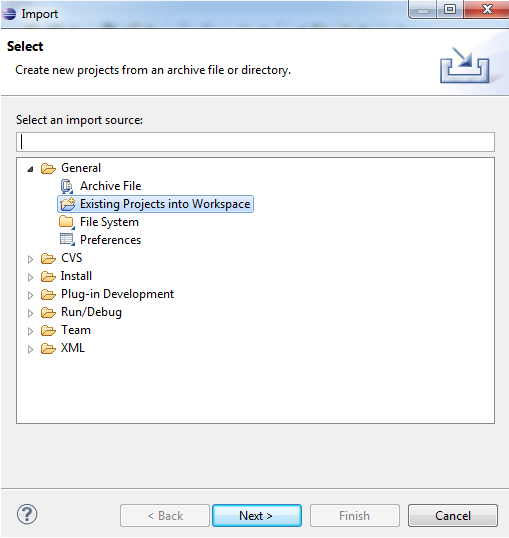 Import
Select
Create new projects from an archive file or directory.
Select an import source:
General
Archive File
Existing Projects into Workspace
File System
Preferences
CVS
Install
Plug-in Development
Run/Debug
Team
XML
?
< Back
Next >
Finish
Cancel